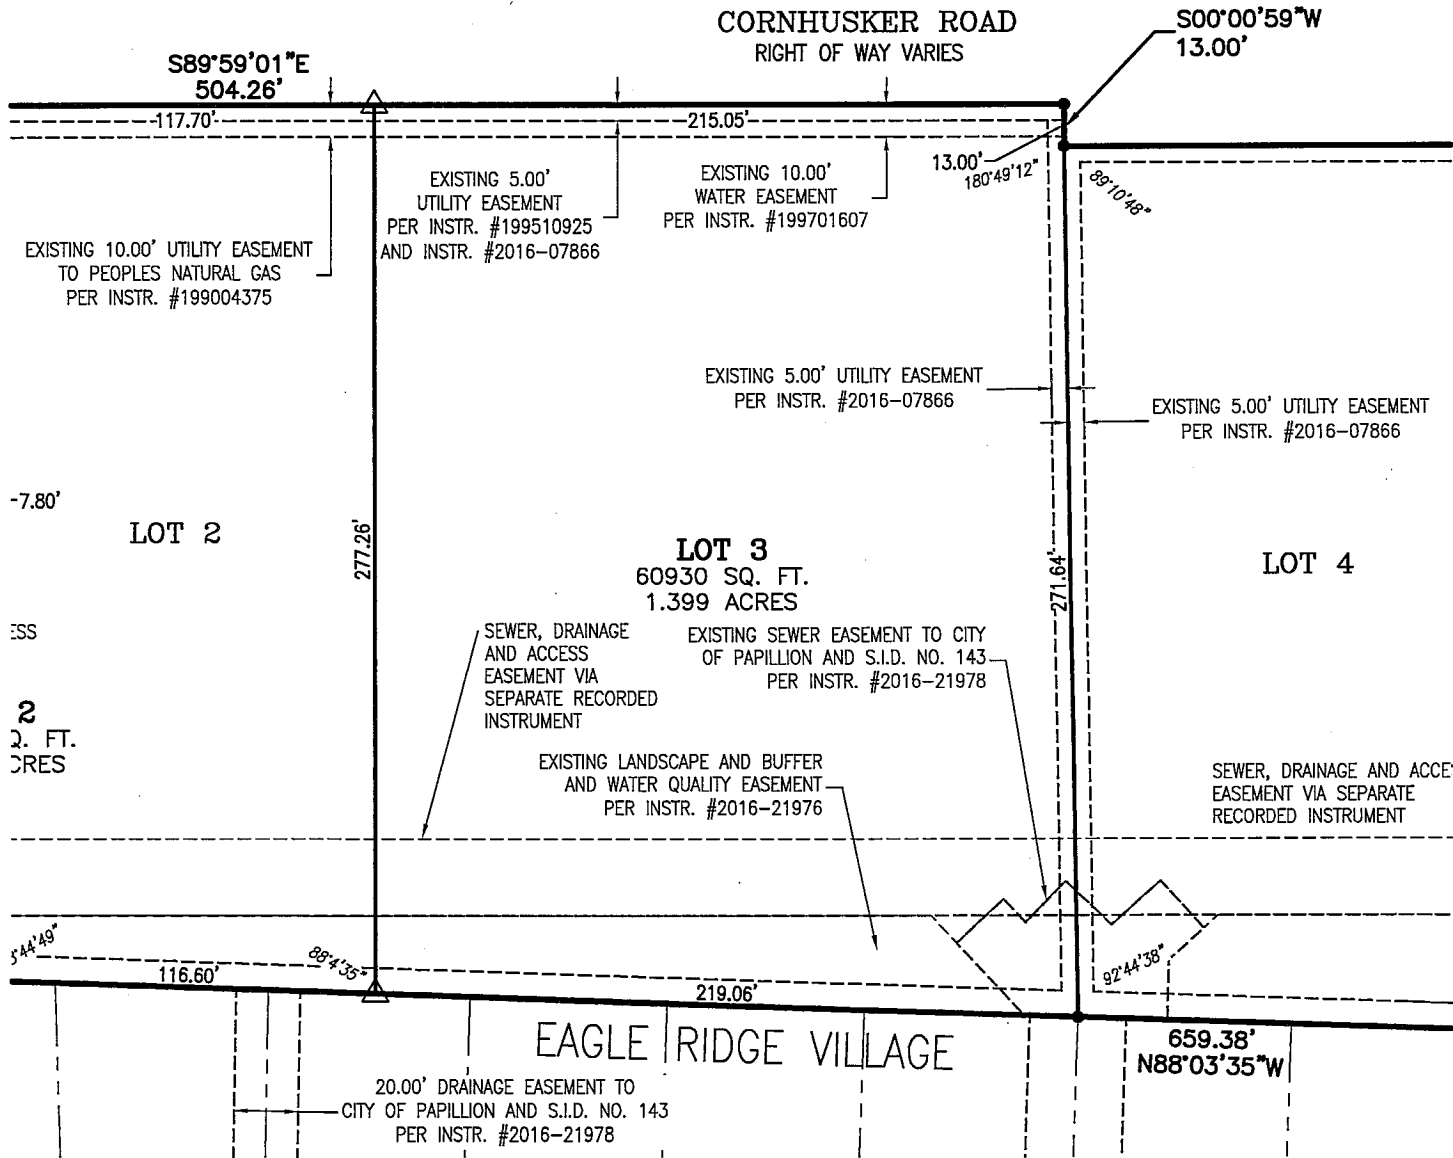 CORNHUSKER ROAD
RIGHT OF WAY VARIES
S00°00'59"W
13.00'
S89°59'01"E
504.26'
117.70'
215.05'
13.00'
180°49'12"
89°10'48"
EXISTING 5.00'
UTILITY EASEMENT
PER INSTR. #199510925
AND INSTR. #2016-07866
EXISTING 10.00'
WATER EASEMENT
PER INSTR. #199701607
EXISTING 10.00' UTILITY EASEMENT
TO PEOPLES NATURAL GAS
PER INSTR. #199004375
EXISTING 5.00' UTILITY EASEMENT
PER INSTR. #2016-07866
EXISTING 5.00' UTILITY EASEMENT
PER INSTR. #2016-07866
-7.80'
LOT 2
277.26'
LOT 3
60930 SQ. FT.
1.399 ACRES
271.64'
LOT 4
ESS
SEWER, DRAINAGE
AND ACCESS
EASEMENT VIA
SEPARATE RECORDED
INSTRUMENT
EXISTING SEWER EASEMENT TO CITY
OF PAPILLION AND S.I.D. NO. 143
PER INSTR. #2016-21978
2
Q. FT.
CRES
EXISTING LANDSCAPE AND BUFFER
AND WATER QUALITY EASEMENT
PER INSTR. #2016-21976
SEWER, DRAINAGE AND ACCE
EASEMENT VIA SEPARATE
RECORDED INSTRUMENT
3°44'49"
88°4'35"
92°44'38"
116.60'
219.06'
EAGLE RIDGE VILLAGE
659.38'
N88°03'35"W
20.00' DRAINAGE EASEMENT TO
CITY OF PAPILLION AND S.I.D. NO. 143
PER INSTR. #2016-21978